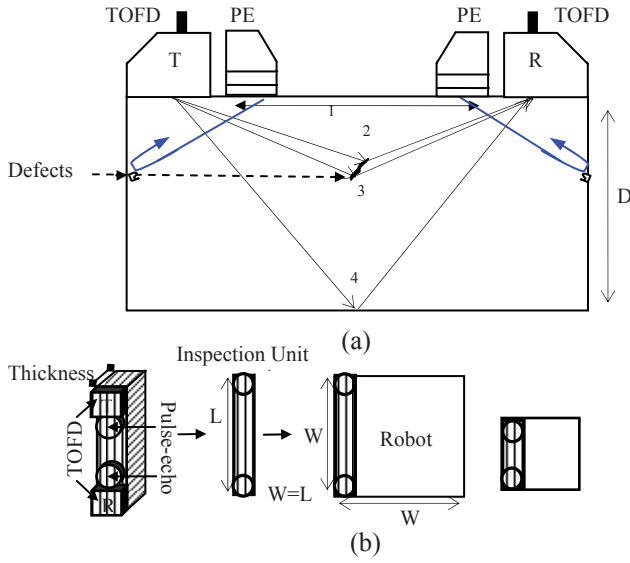 TOFD PE PE TOFD
T R
1
2
Defects
3
D
4
(a)
Thickness
Inspection Unit
TOFD
Pulse-echo
R
L
W=L
W
Robot
W
(b)